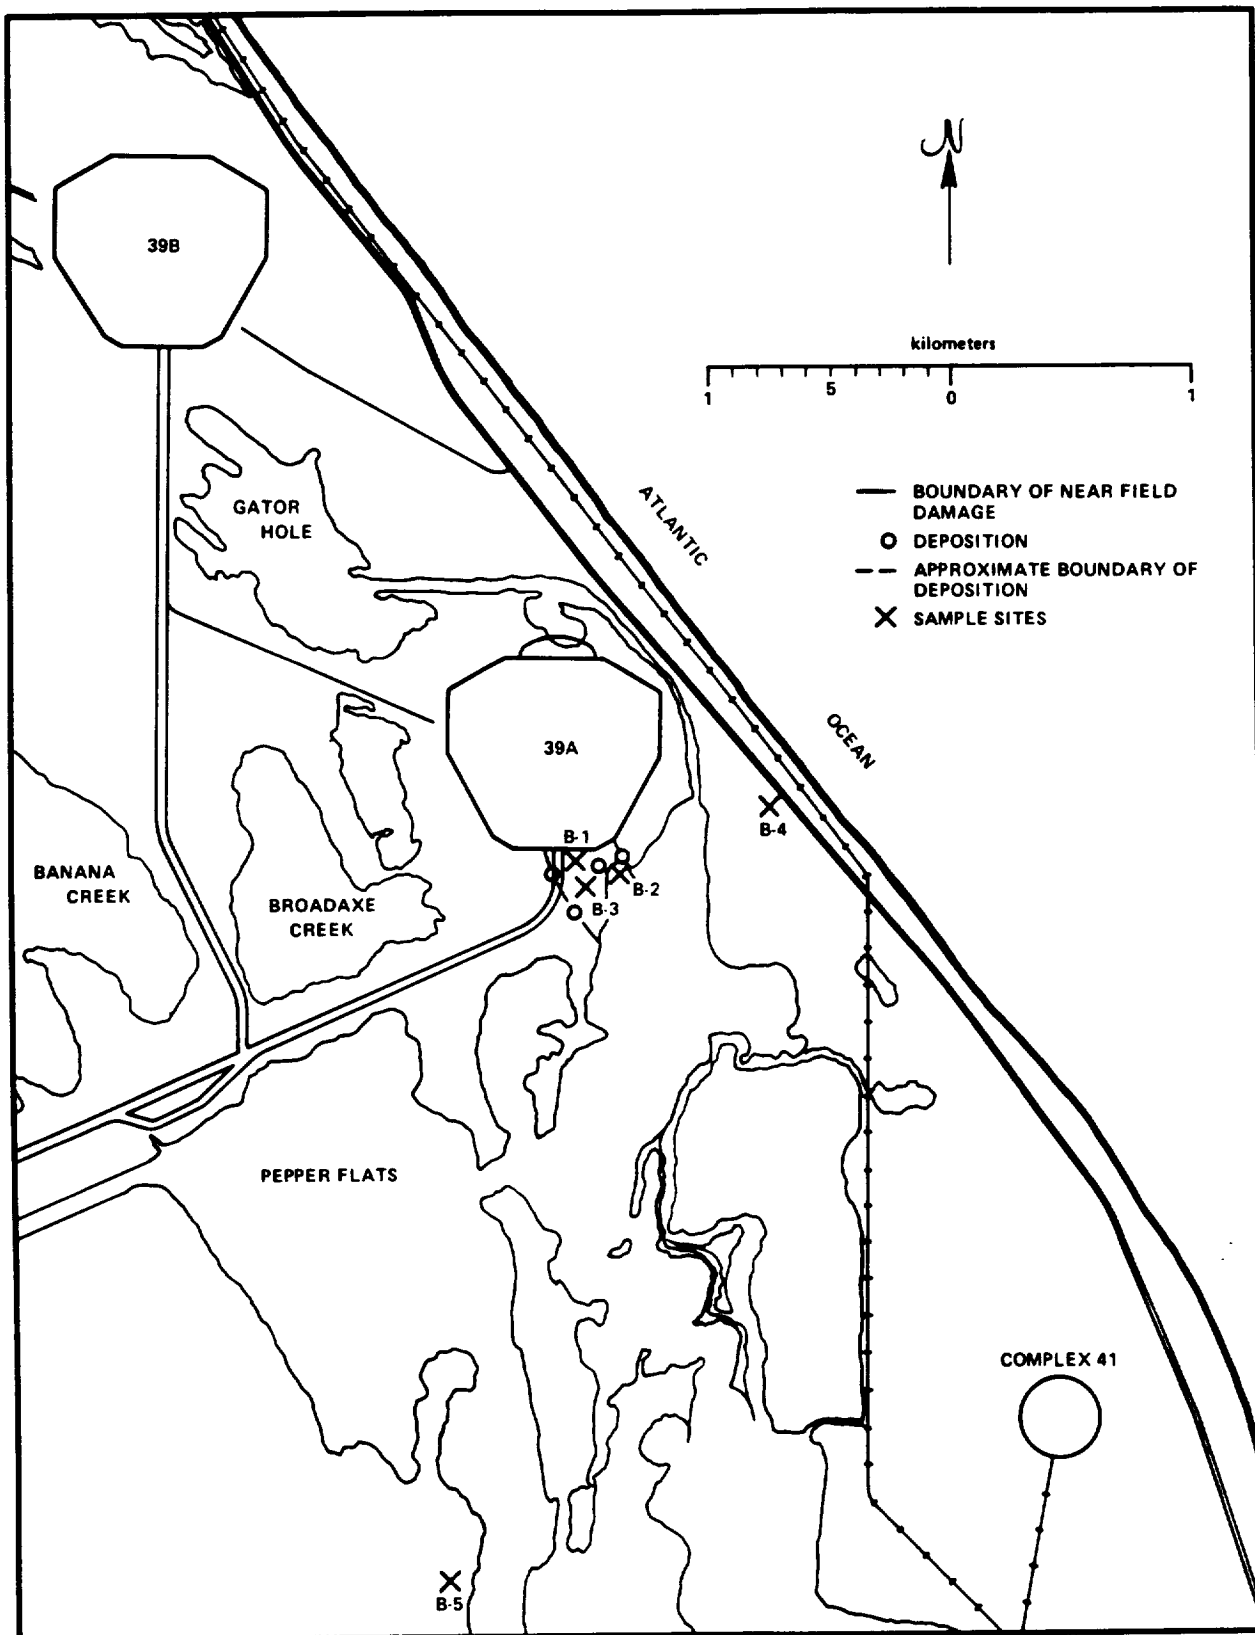 N
39B
kilometers
1 5 0 1
GATOR
HOLE
ATLANTIC
BOUNDARY OF NEAR FIELD
DAMAGE
DEPOSITION
APPROXIMATE BOUNDARY OF
DEPOSITION
SAMPLE SITES
39A
OCEAN
B-1
B-4
BANANA
CREEK
B-2
BROADAXE
CREEK
B-3
PEPPER FLATS
COMPLEX 41
B-5